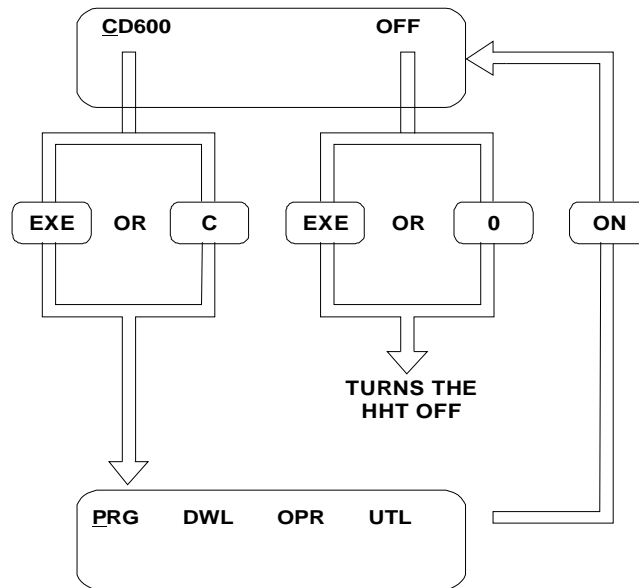 CD600 OFF
EXE OR C EXE OR 0 ON
TURNS THE
HHT OFF
PRG DWL OPR UTL